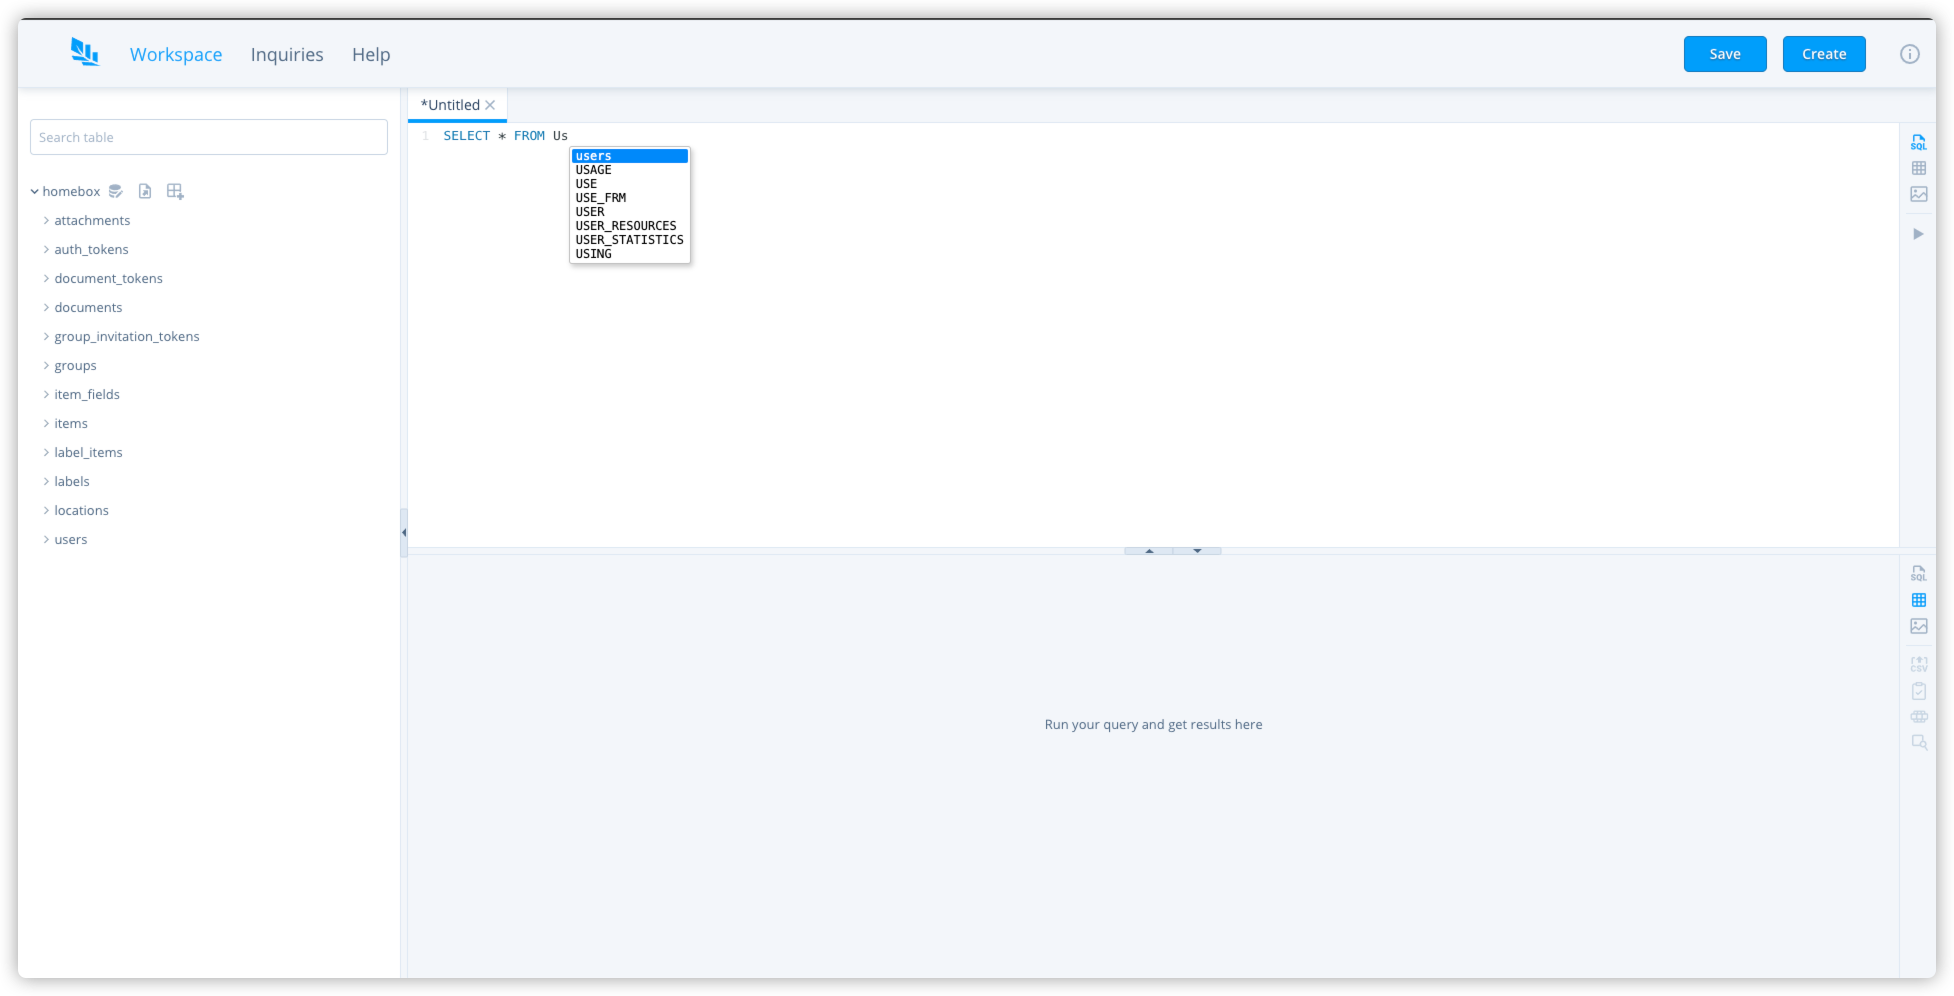 Workspace Inquiries Help Save Create
Search table
homebox
attachments
auth_tokens
document_tokens
documents
group_invitation_tokens
groups
item_fields
items
label_items
labels
locations
users
*Untitled
1 SELECT * FROM Us
users
USAGE
USE
USE_FRM
USER
USER_RESOURCES
USER_STATISTICS
USING
SQL
Run your query and get results here
SQL
CSV